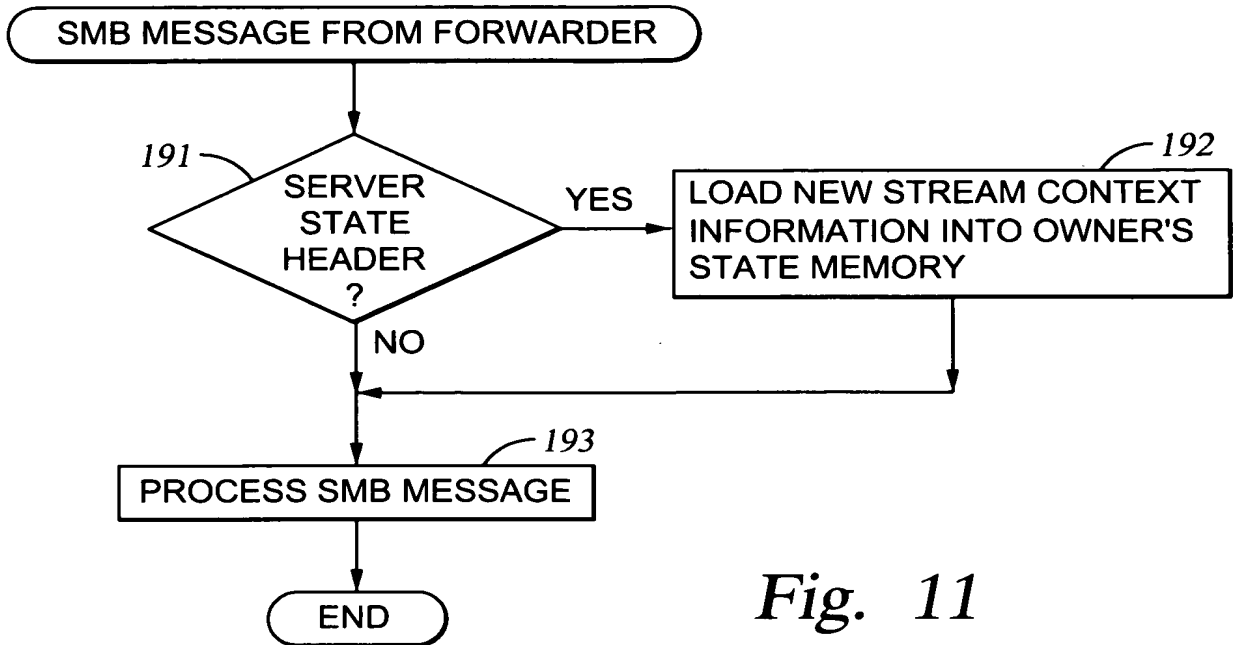 SMB MESSAGE FROM FORWARDER
191
SERVER
STATE
HEADER
?
YES
192
LOAD NEW STREAM CONTEXT
INFORMATION INTO OWNER'S
STATE MEMORY
NO
193
PROCESS SMB MESSAGE
END
Fig. 11